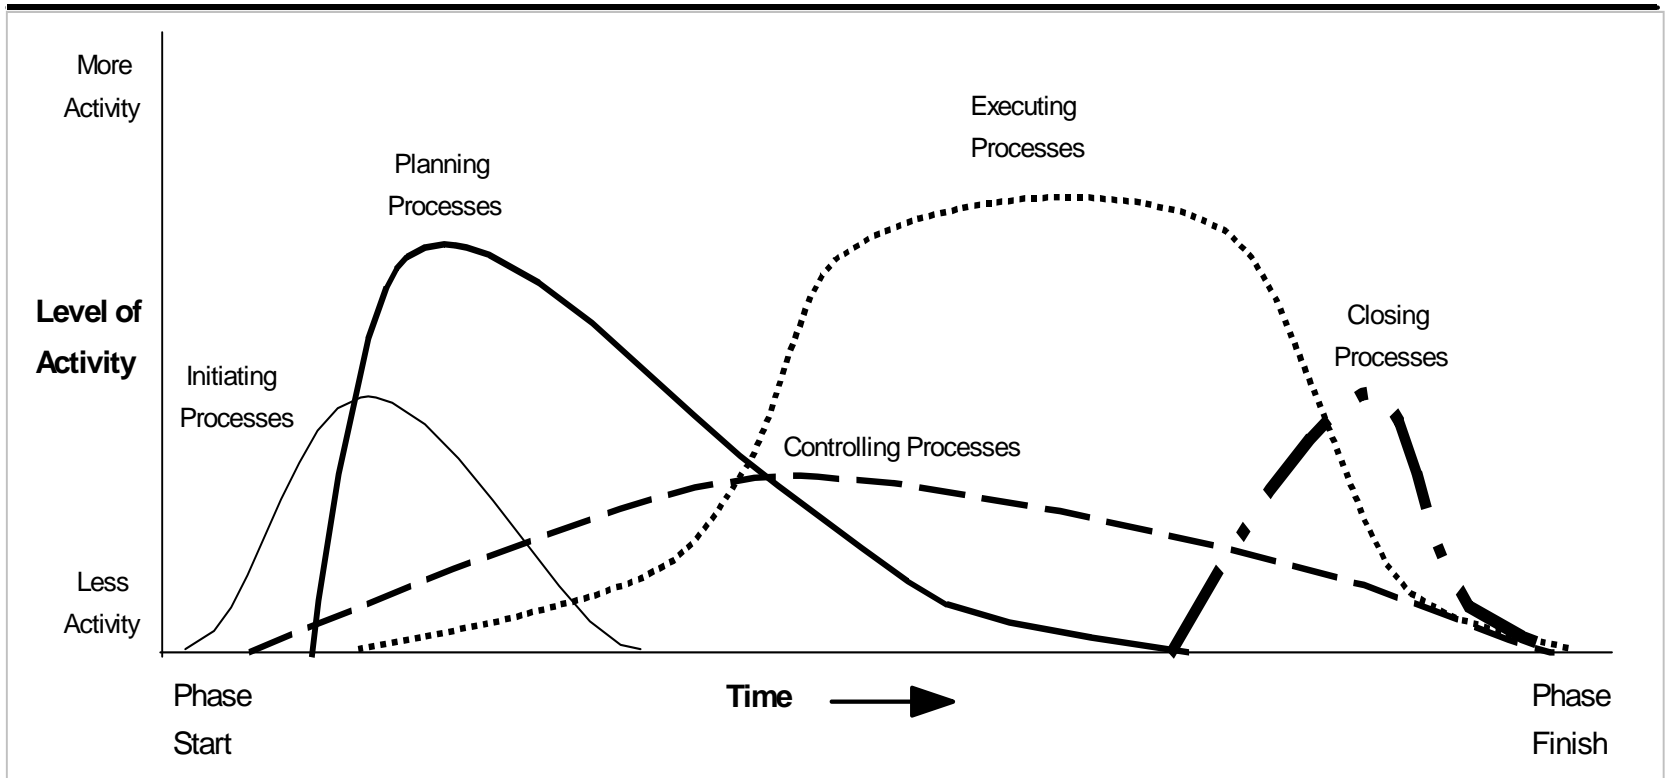 More
Activity
Executing
Processes
Planning
Processes
Level of
Activity
Closing
Processes
Initiating
Processes
Controlling Processes
Less
Activity
Phase
Start
Time
Phase
Finish